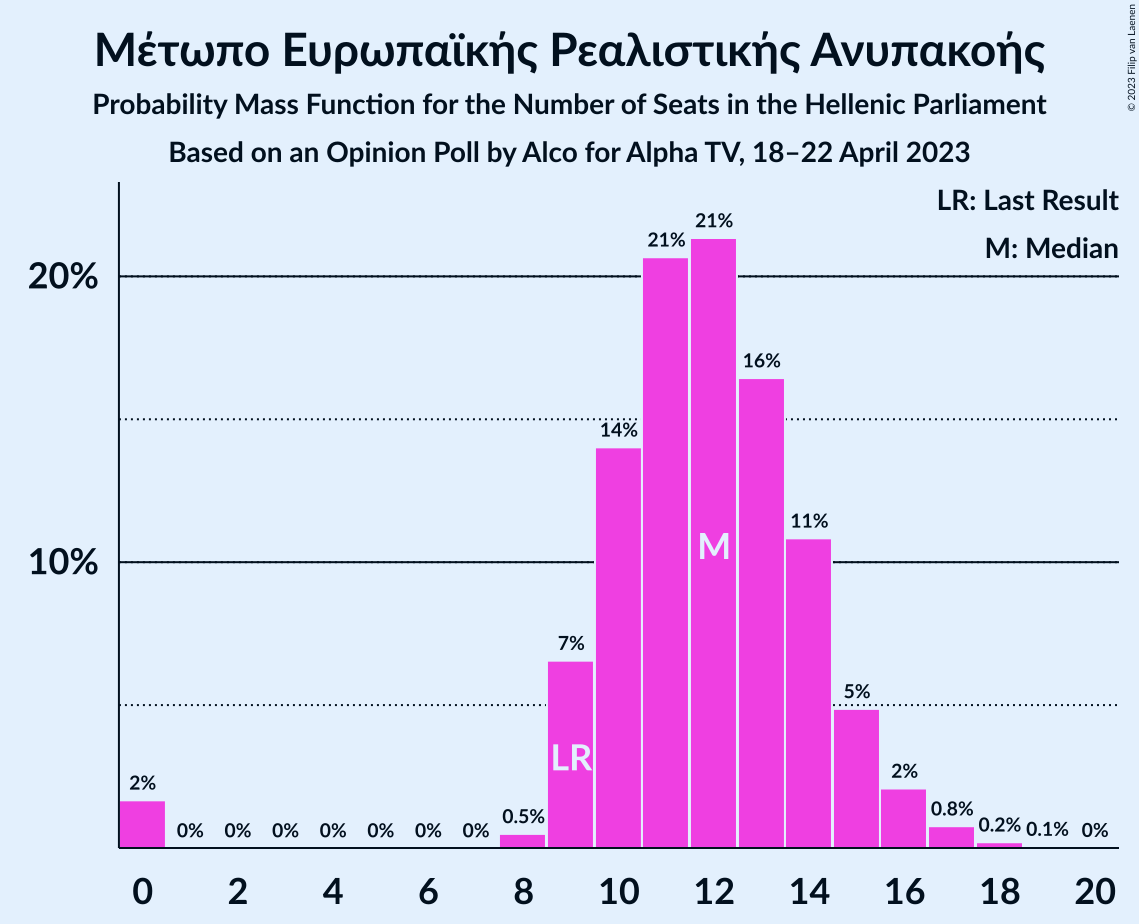 Μέτωπο Ευρωπαϊκής Ρεαλιστικής Ανυπακοής
Probability Mass Function for the Number of Seats in the Hellenic Parliament
Based on an Opinion Poll by Alco for Alpha TV, 18–22 April 2023
© 2023 Filip van Laenen
LR: Last Result
M: Median
20%
10%
2%
0%
0%
0%
0%
0%
0%
0%
0.5%
7%
14%
21%
21%
16%
11%
5%
2%
0.8%
0.2%
0.1%
0%
LR
M
0 2 4 6 8 10 12 14 16 18 20